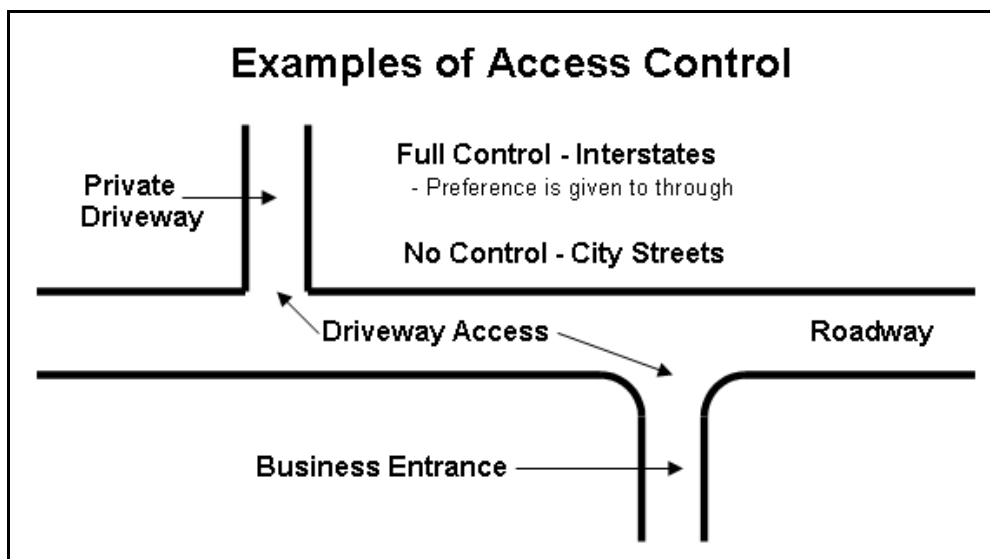 Examples of Access Control
Full Control - Interstates
- Preference is given to through
Private
Driveway
No Control - City Streets
Driveway Access
Roadway
Business Entrance